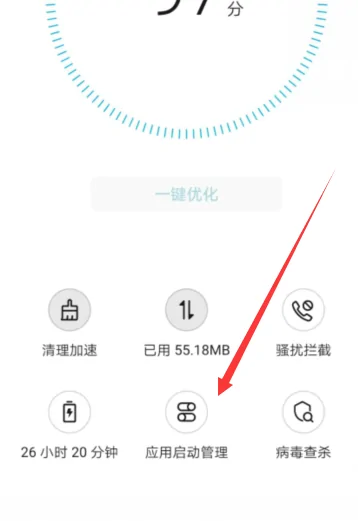 分
一键优化
清理加速
已用 55.18MB
骚扰拦截
26 小时 20 分钟
应用启动管理
病毒查杀